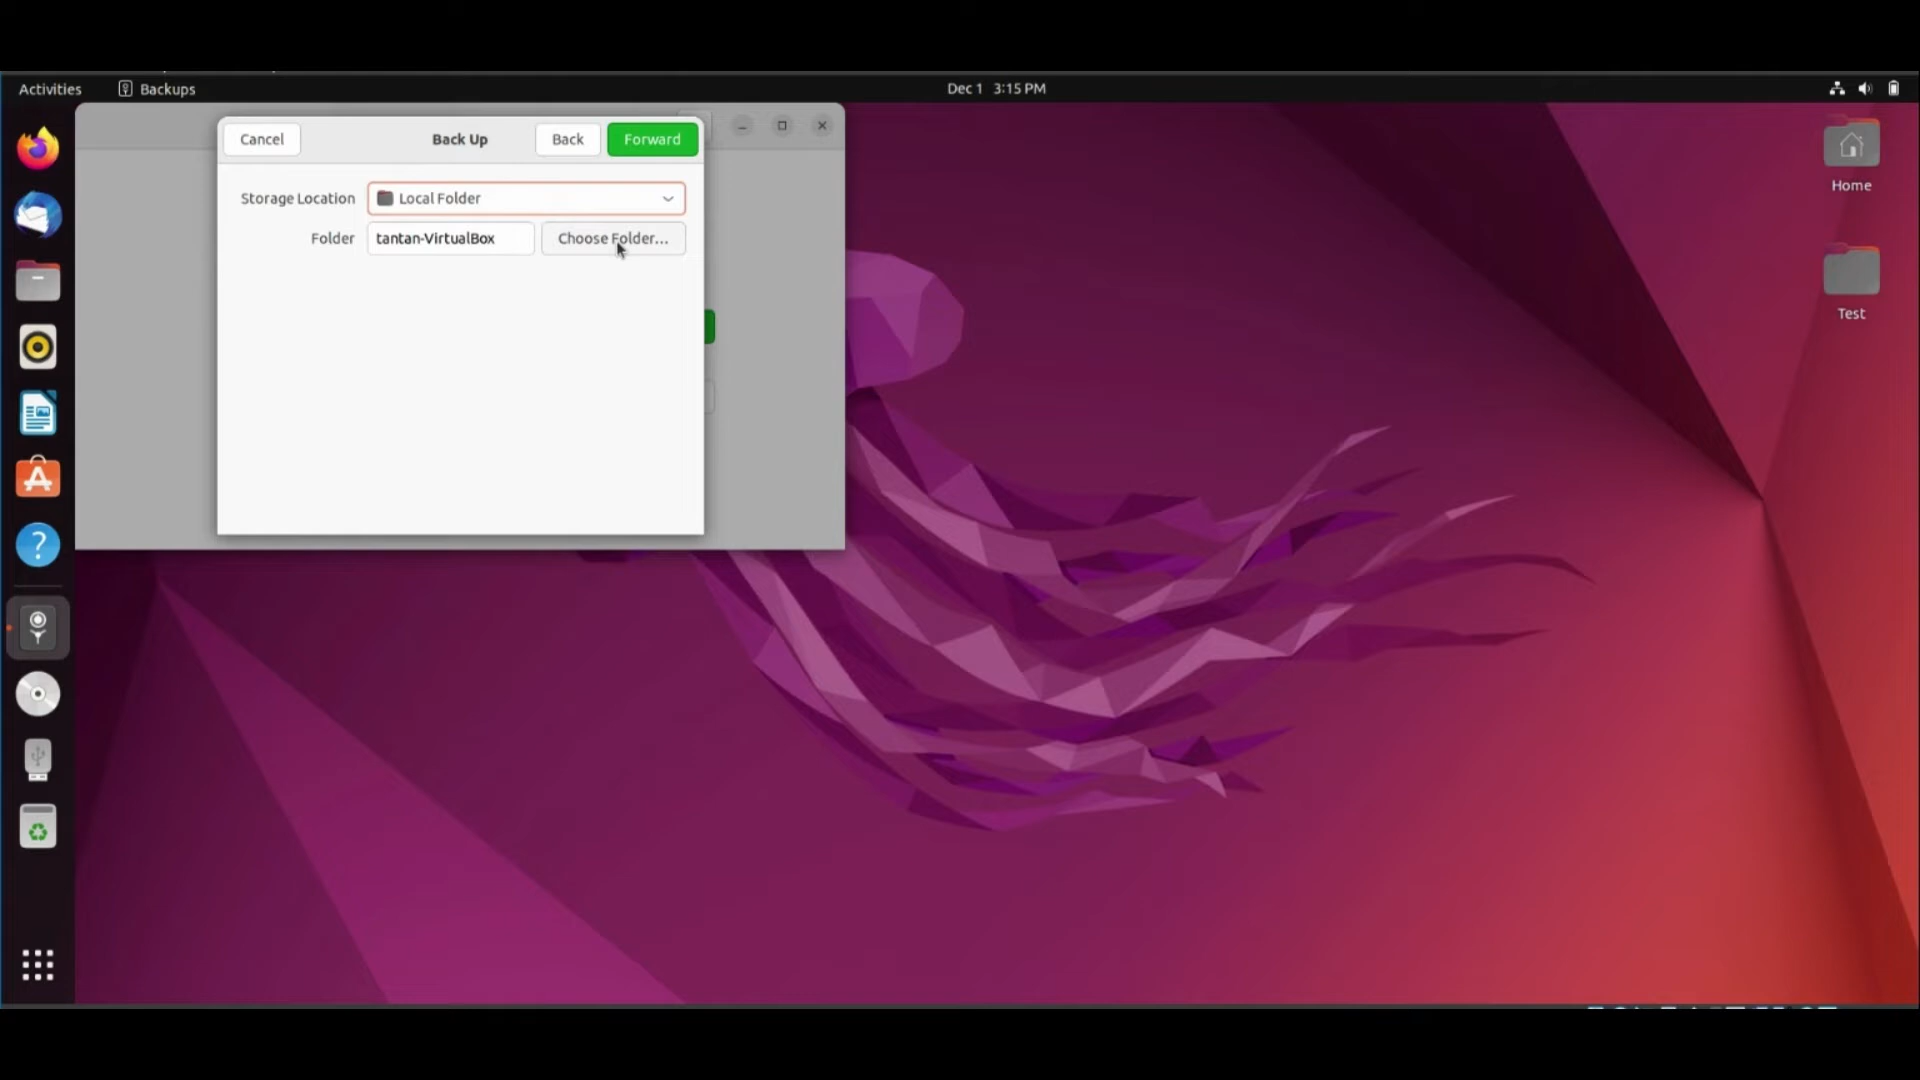 Activities Backups Dec 1 3:15 PM
Cancel Back Up Back Forward
Storage Location Local Folder
Folder tantan-VirtualBox Choose Folder...
Home
Test